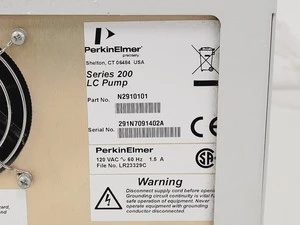 PerkinElmer
precisely
Shelton, CT 06484 USA
Series 200
LC Pump
Part No.
N2910101
291N7091402A
Serial No.
PerkinElmer
120 VAC ~ 60 Hz 1.5 A
File No. LR23329C
Warning
Disconnect supply cord before opening.
Grounding circuit continuity is vital for
safe operation of equipment. Never
operate equipment with grounding
conductor disconnected.